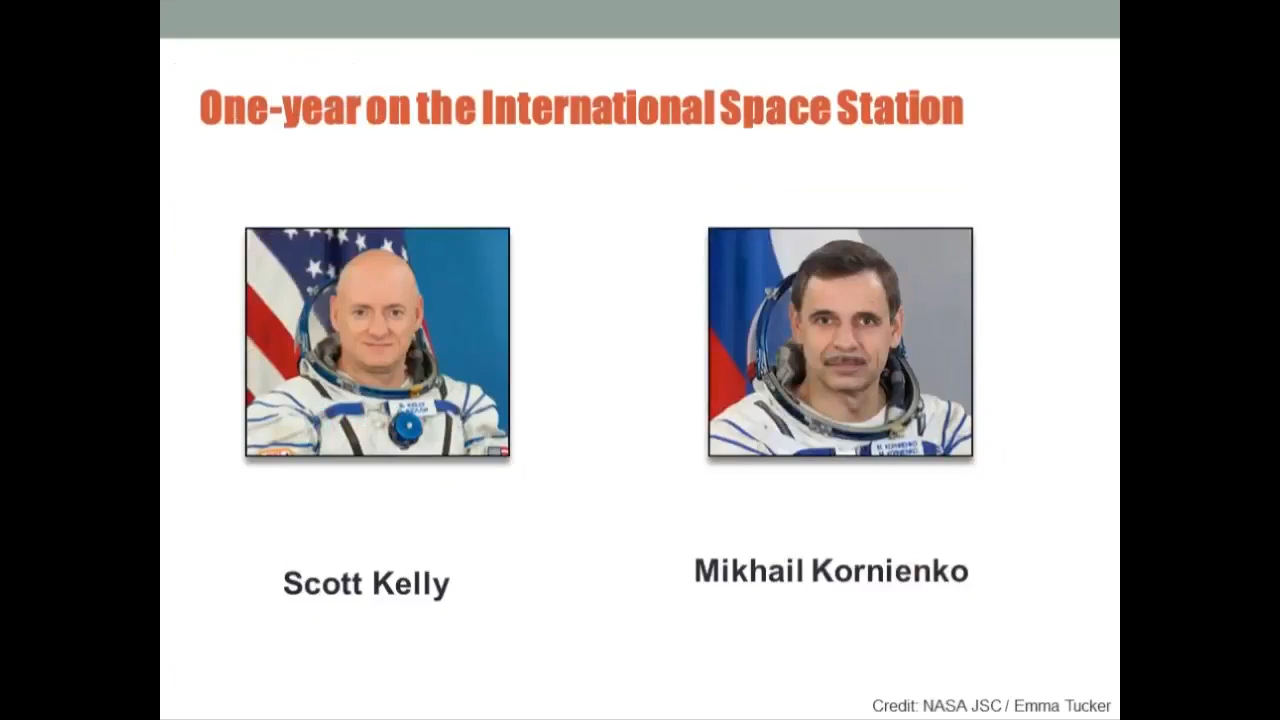 One-year on the International Space Station
Scott Kelly
Mikhail Kornienko
Credit: NASA JSC / Emma Tucker